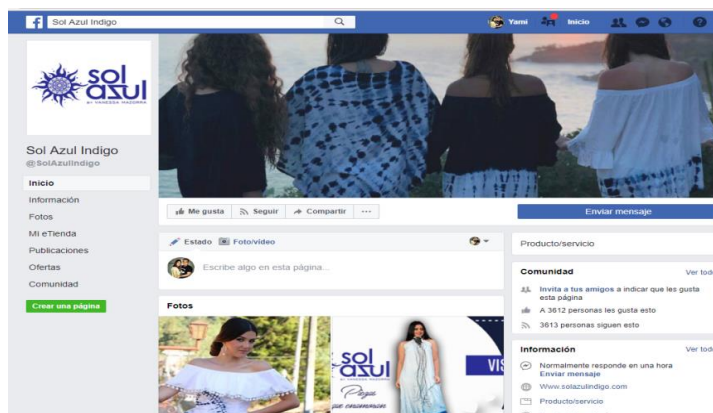 Sol Azul Indigo
Yami
Inicio
sol
azul
BY VANESSA MAZORRA
Sol Azul Indigo
@SolAzulIndigo
Inicio
Información
Fotos
Mi eTienda
Publicaciones
Ofertas
Comunidad
Crear una página
Me gusta
Seguir
Compartir
Enviar mensaje
Estado
Foto/vídeo
Escribe algo en esta página...
Fotos
sol
azul
Piezas
que enamoran
VIS
Producto/servicio
Comunidad
Ver tod
Invita a tus amigos a indicar que les gusta
esta página
A 3612 personas les gusta esto
3613 personas siguen esto
Información
Ver tod
Normalmente responde en una hora
Enviar mensaje
Www.solazulindigo.com
Producto/servicio